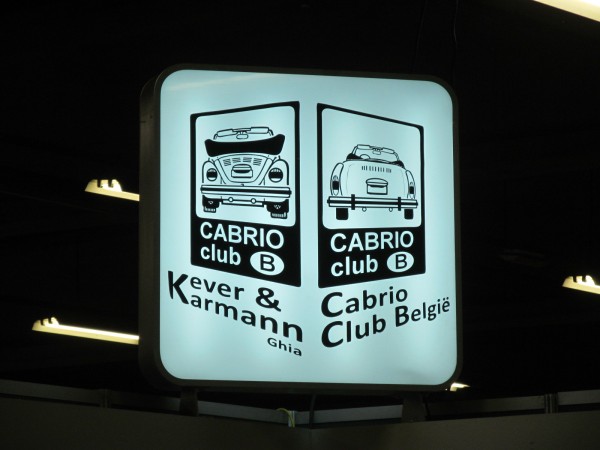 CABRIO
club B
CABRIO
club B
Kever &
Karmann
Ghia
Cabrio
Club België